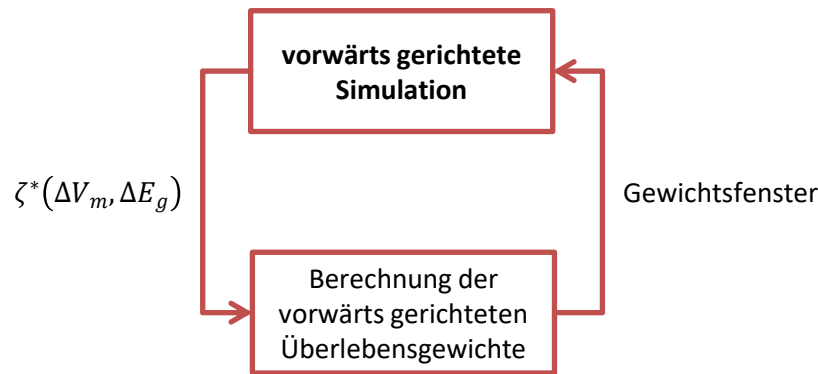 vorwärts gerichtete
Simulation
ζ*(ΔV_m, ΔE_g)
Gewichtsfenster
Berechnung der
vorwärts gerichteten
Überlebensgewichte